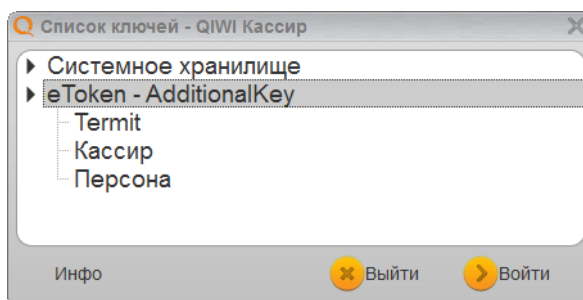 Список ключей - QIWI Кассир
Системное хранилище
eToken - AdditionalKey
Termit
Кассир
Персона
Инфо
Выйти
Войти